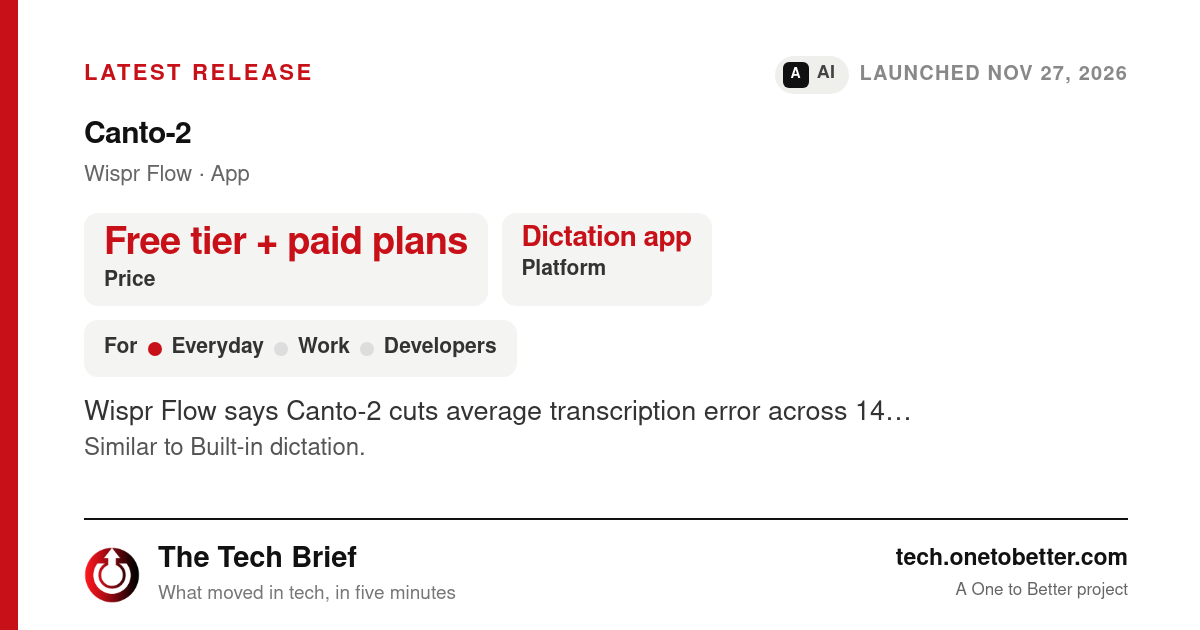 LATEST RELEASE
A AI LAUNCHED NOV 27, 2026
Canto-2
Wispr Flow · App
Free tier + paid plans
Price
Dictation app
Platform
For Everyday Work Developers
Wispr Flow says Canto-2 cuts average transcription error across 14…
Similar to Built-in dictation.
The Tech Brief
What moved in tech, in five minutes
tech.onetobetter.com
A One to Better project